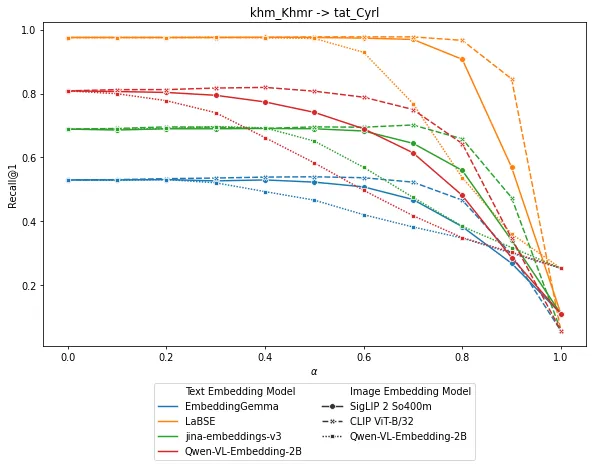 khm_Khmr -> tat_Cyrl
Recall@1
1.0
0.8
0.6
0.4
0.2
0.0 0.2 0.4 0.6 0.8 1.0
α
Text Embedding Model
EmbeddingGemma
LaBSE
jina-embeddings-v3
Qwen-VL-Embedding-2B
Image Embedding Model
SigLIP 2 So400m
CLIP ViT-B/32
Qwen-VL-Embedding-2B